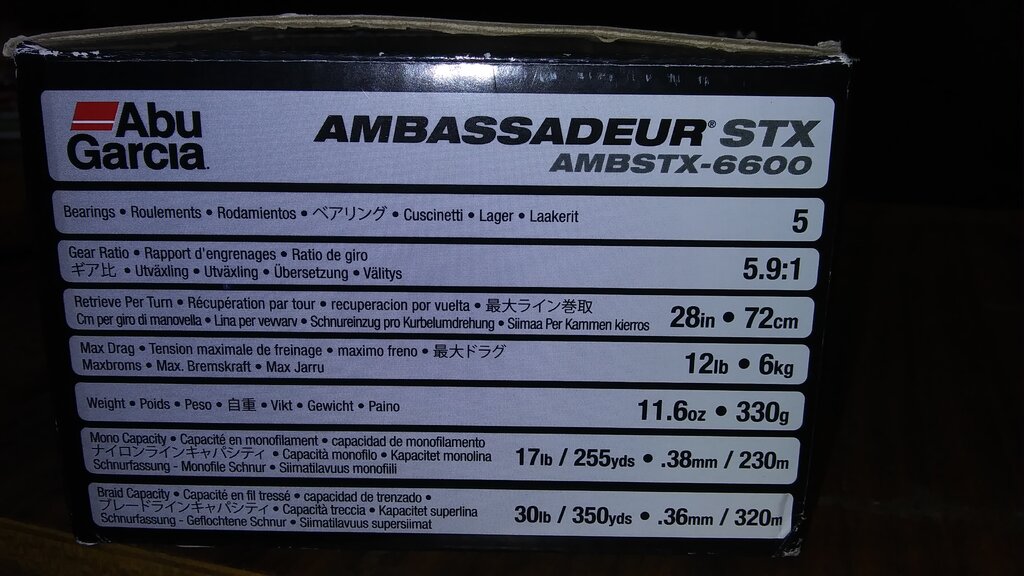 Abu
Garcia
AMBASSADEUR® STX
AMBSTX-6600
Bearings • Roulements • Rodamientos • ベアリング • Cuscinetti • Lager • Laakerit 5
Gear Ratio • Rapport d'engrenages • Ratio de giro
ギア比 • Utväxling • Utväxling • Übersetzung • Välitys 5.9:1
Retrieve Per Turn • Récupération par tour • recuperacion por vuelta • 最大ライン巻取
Cm per giro di manovella • Lina per vevvarv • Schnureinzug pro Kurbelumdrehung • Siimaa Per Kammen kierros 28in • 72cm
Max Drag • Tension maximale de freinage • maximo freno • 最大ドラグ
Maxbroms • Max. Bremskraft • Max Jarru 12lb • 6kg
Weight • Poids • Peso • 自重 • Vikt • Gewicht • Paino 11.6oz • 330g
Mono Capacity • Capacité en monofilament • capacidad de monofilamento
ナイロンラインキャパシティ • Capacità monofilo • Kapacitet monolina
Schnurfassung - Monofile Schnur • Siimatilavuus monofiili 17lb / 255yds • .38mm / 230m
Braid Capacity • Capacité en fil tressé • capacidad de trenzado •
ブレードラインキャパシティ • Capacità treccia • Kapacitet superlina
Schnurfassung - Geflochtene Schnur • Siimatilavuus supersiimat 30lb / 350yds • .36mm / 320m